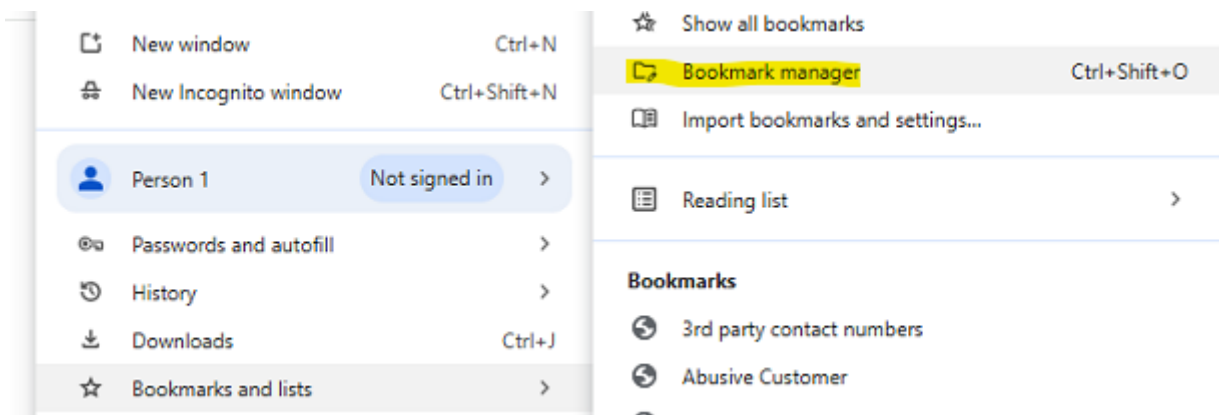 New window Ctrl+N
New Incognito window Ctrl+Shift+N
Person 1 Not signed in
Passwords and autofill
History
Downloads Ctrl+J
Bookmarks and lists
Show all bookmarks
Bookmark manager Ctrl+Shift+O
Import bookmarks and settings...
Reading list
Bookmarks
3rd party contact numbers
Abusive Customer